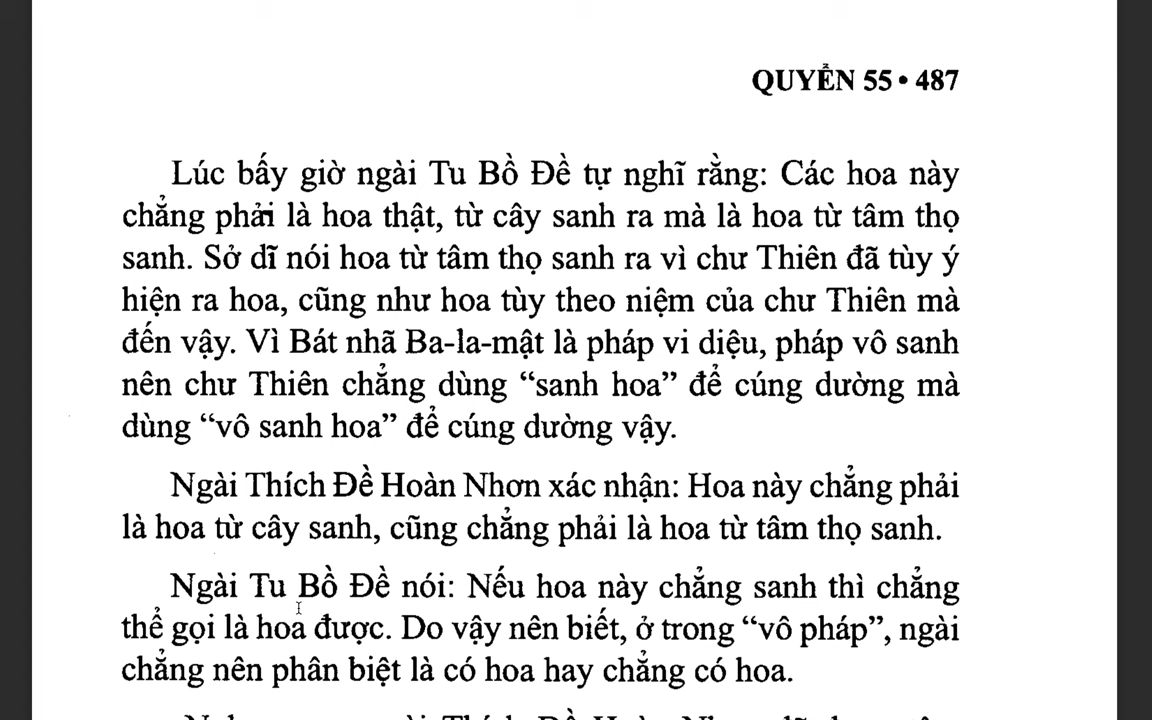 QUYỂN 55 • 487
Lúc bấy giờ ngài Tu Bồ Đề tự nghĩ rằng: Các hoa này
chẳng phải là hoa thật, từ cây sanh ra mà là hoa từ tâm thọ
sanh. Sở dĩ nói hoa từ tâm thọ sanh ra vì chư Thiên đã tùy ý
hiện ra hoa, cũng như hoa tùy theo niệm của chư Thiên mà
đến vậy. Vì Bát nhã Ba-la-mật là pháp vi diệu, pháp vô sanh
nên chư Thiên chẳng dùng “sanh hoa” để cúng dường mà
dùng “vô sanh hoa” để cúng dường vậy.
Ngài Thích Đề Hoàn Nhơn xác nhận: Hoa này chẳng phải
là hoa từ cây sanh, cũng chẳng phải là hoa từ tâm thọ sanh.
Ngài Tu Bồ Đề nói: Nếu hoa này chẳng sanh thì chẳng
thể gọi là hoa được. Do vậy nên biết, ở trong “vô pháp”, ngài
chẳng nên phân biệt là có hoa hay chẳng có hoa.